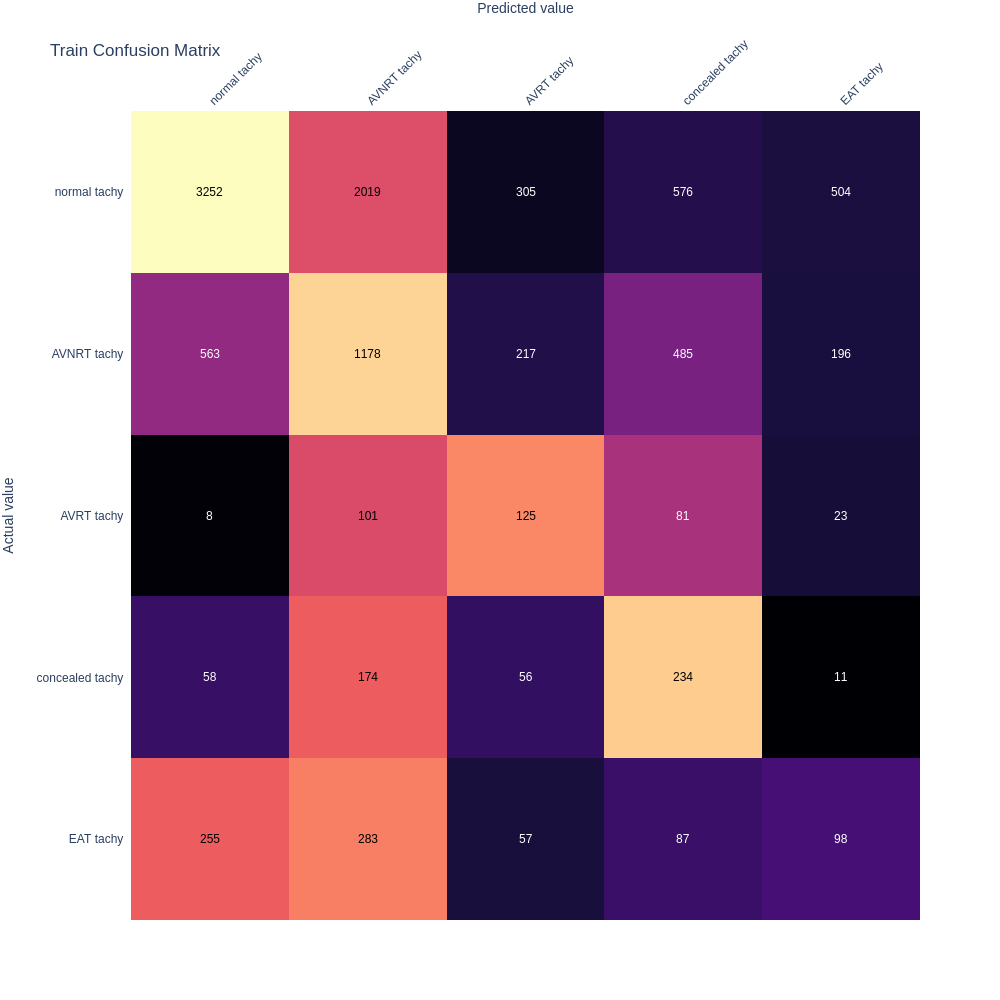 Predicted value
Train Confusion Matrix
normal tachy
AVNRT tachy
AVRT tachy
concealed tachy
EAT tachy
normal tachy 3252 2019 305 576 504
AVNRT tachy 563 1178 217 485 196
AVRT tachy 8 101 125 81 23
concealed tachy 58 174 56 234 11
EAT tachy 255 283 57 87 98
Actual value